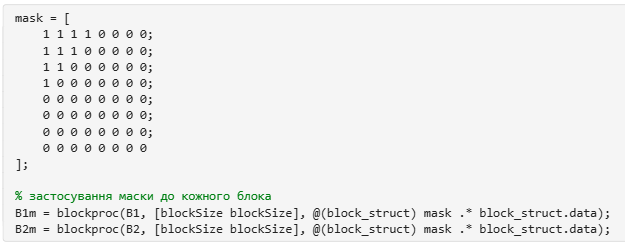 mask = [
1 1 1 1 0 0 0 0;
1 1 1 0 0 0 0 0;
1 1 0 0 0 0 0 0;
1 0 0 0 0 0 0 0;
0 0 0 0 0 0 0 0;
0 0 0 0 0 0 0 0;
0 0 0 0 0 0 0 0;
0 0 0 0 0 0 0 0
];
% застосування маски до кожного блока
B1m = blockproc(B1, [blockSize blockSize], @(block_struct) mask .* block_struct.data);
B2m = blockproc(B2, [blockSize blockSize], @(block_struct) mask .* block_struct.data);